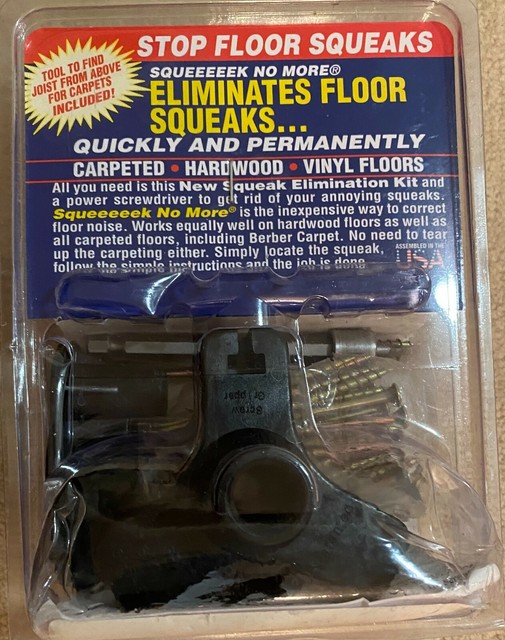 STOP FLOOR SQUEAKS
TOOL TO FIND
JOIST FROM ABOVE
FOR CARPETS
INCLUDED!
SQUEEEEEK NO MORE®
ELIMINATES FLOOR
SQUEAKS...
QUICKLY AND PERMANENTLY
CARPETED • HARDWOOD • VINYL FLOORS
All you need is this New Squeak Elimination Kit and
a power screwdriver to get rid of your annoying squeaks.
Squeeeeek No More® is the inexpensive way to correct
floor noise. Works equally well on hardwood floors as well as
all carpeted floors, including Berber Carpet. No need to tear
up the carpeting either. Simply locate the squeak,
follow the simple instructions and the job is done.
ASSEMBLED IN THE
USA
Screw
Gripper